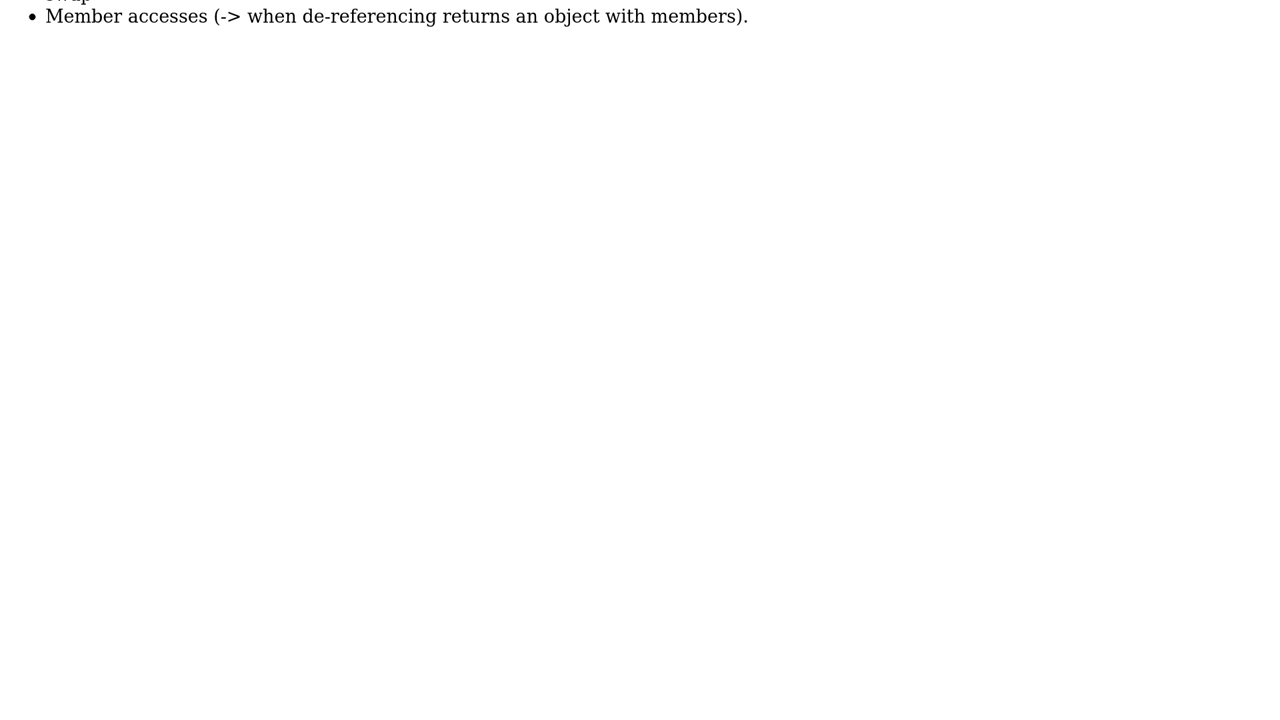 • Member accesses (-> when de-referencing returns an object with members).